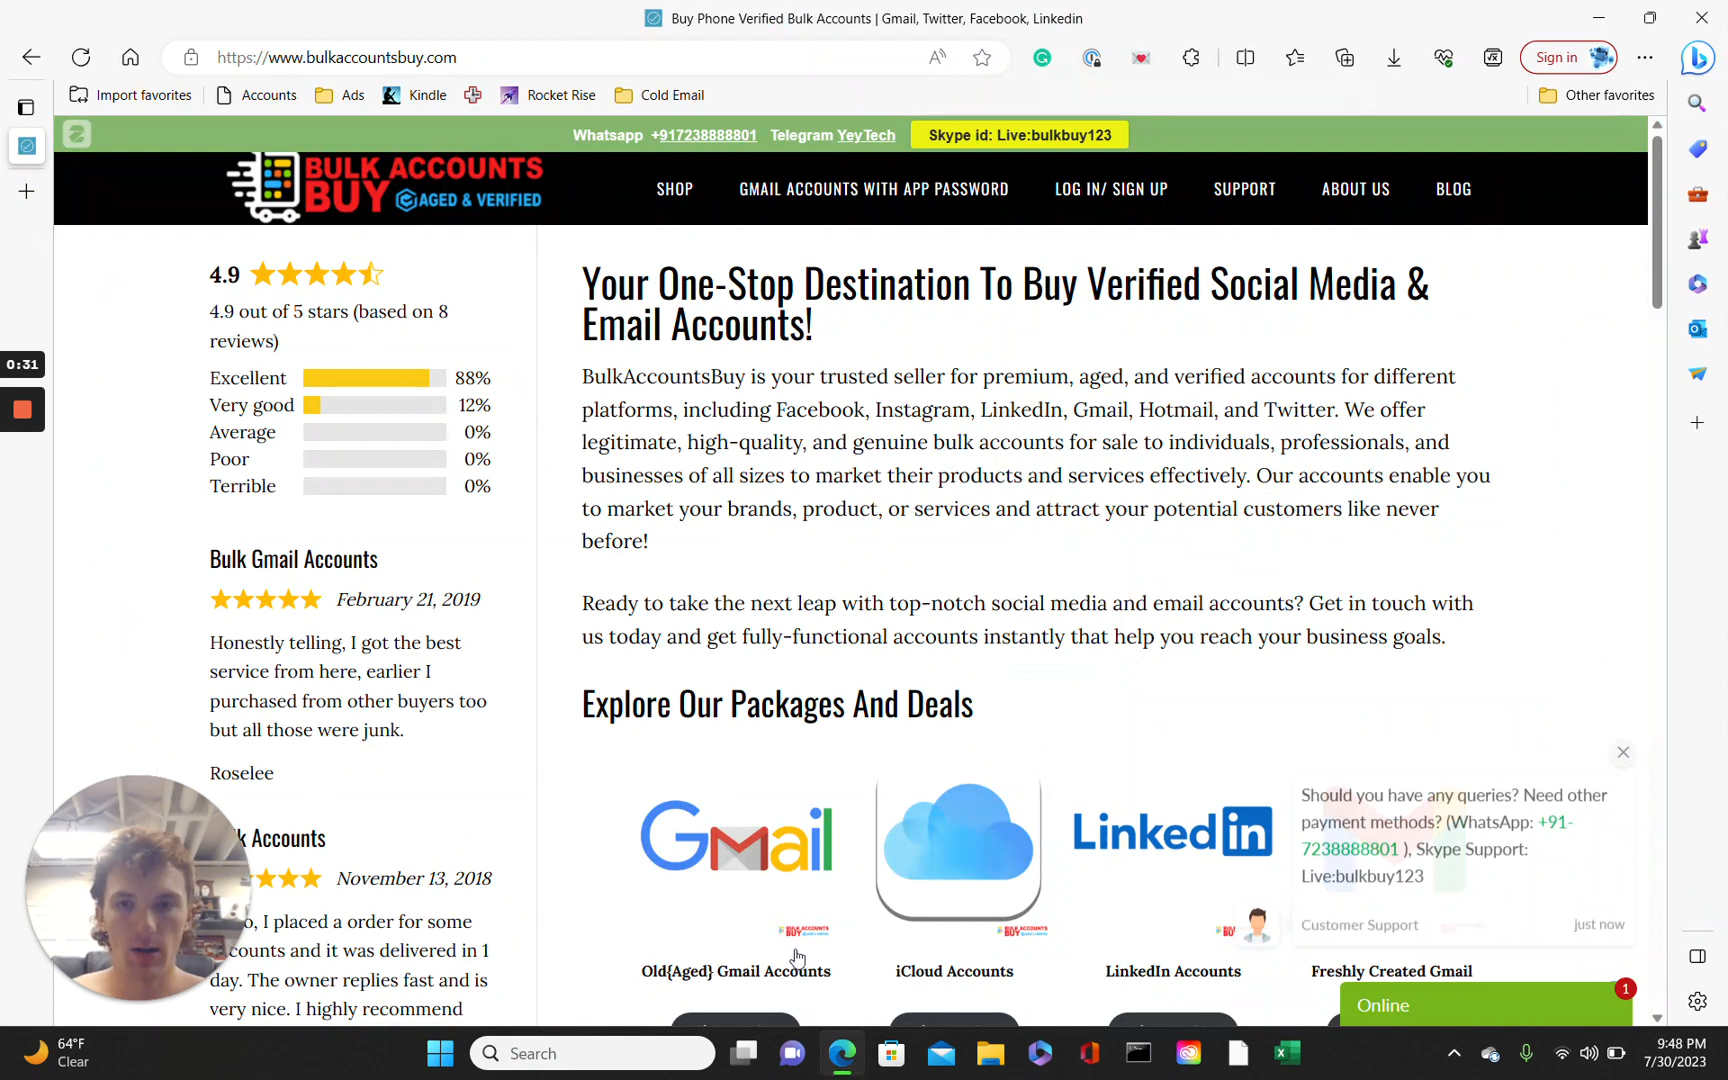 Buy Phone Verified Bulk Accounts | Gmail, Twitter, Facebook, Linkedin
https://www.bulkaccountsbuy.com
Sign in
Import favorites
Accounts
Ads
Kindle
Rocket Rise
Cold Email
Other favorites
Whatsapp +917238888801 Telegram YeyTech
Skype id: Live:bulkbuy123
BULK ACCOUNTS
BUY AGED & VERIFIED
SHOP
GMAIL ACCOUNTS WITH APP PASSWORD
LOG IN/ SIGN UP
SUPPORT
ABOUT US
BLOG
0:31
4.9
4.9 out of 5 stars (based on 8
reviews)
Excellent 88%
Very good 12%
Average 0%
Poor 0%
Terrible 0%
Bulk Gmail Accounts
February 21, 2019
Honestly telling, I got the best
service from here, earlier I
purchased from other buyers too
but all those were junk.
Roselee
k Accounts
November 13, 2018
o, I placed a order for some
ccounts and it was delivered in 1
day. The owner replies fast and is
very nice. I highly recommend
Your One-Stop Destination To Buy Verified Social Media &
Email Accounts!
BulkAccountsBuy is your trusted seller for premium, aged, and verified accounts for different
platforms, including Facebook, Instagram, LinkedIn, Gmail, Hotmail, and Twitter. We offer
legitimate, high-quality, and genuine bulk accounts for sale to individuals, professionals, and
businesses of all sizes to market their products and services effectively. Our accounts enable you
to market your brands, product, or services and attract your potential customers like never
before!
Ready to take the next leap with top-notch social media and email accounts? Get in touch with
us today and get fully-functional accounts instantly that help you reach your business goals.
Explore Our Packages And Deals
Gmail
LinkedIn
Old{Aged} Gmail Accounts
iCloud Accounts
LinkedIn Accounts
Freshly Created Gmail
Should you have any queries? Need other
payment methods? (WhatsApp: +91-
7238888801 ), Skype Support:
Live:bulkbuy123
Customer Support
just now
Online
1
64°F
Clear
Search
9:48 PM
7/30/2023